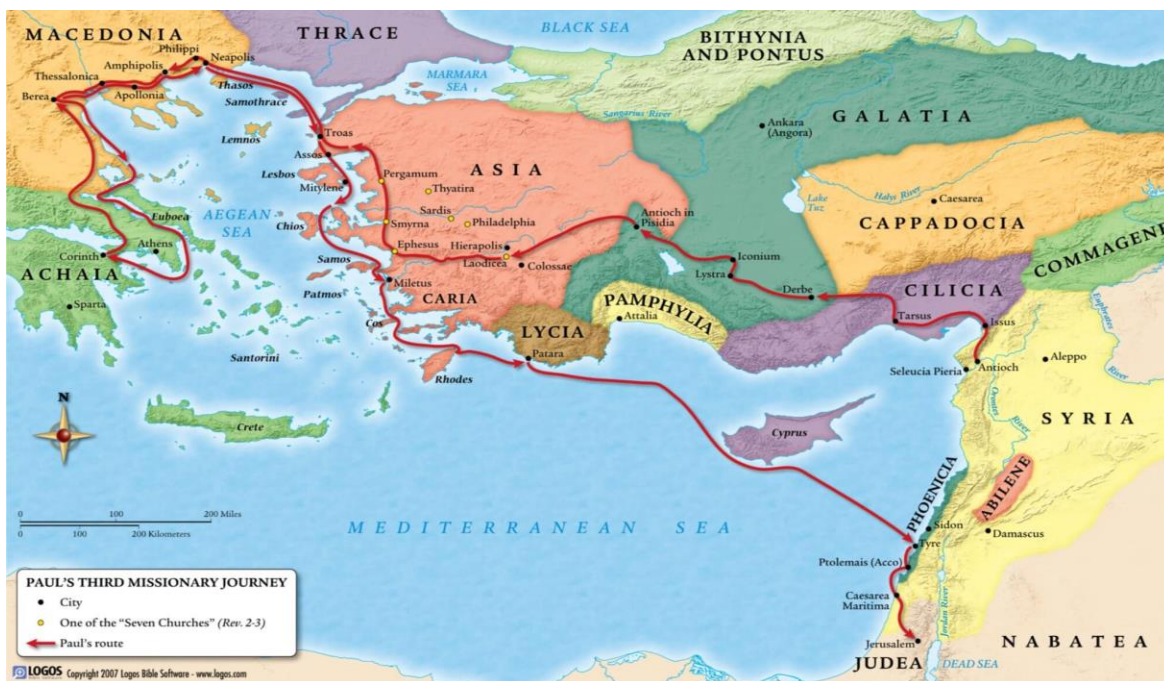 BLACK SEA
MACEDONIA
THRACE
BITHYNIA
AND PONTUS
Philippi
Neapolis
Amphipolis
Thessalonica
Berea
Apollonia
Thasos
Samothrace
MARMARA
SEA
Sangarius River
GALATIA
Ankara
(Angora)
Lemnos
Troas
Assos
ASIA
Lesbos
Mitylene
Pergamum
Thyatira
Sardis
Philadelphia
Smyrna
AEGEAN
SEA
Euboea
Chios
Athens
Corinth
ACHAIA
Sparta
Ephesus
Hierapolis
Laodicea
Colossae
Antioch in
Pisidia
Lake
Tuz
Halys River
Caesarea
CAPPADOCIA
COMMAGENE
Samos
Miletus
Patmos
CARIA
Iconium
Lystra
Derbe
CILICIA
Tarsus
Issus
Euphrates
River
PAMPHYLIA
Attalia
LYCIA
Patara
Cos
Santorini
Rhodes
Seleucia Pieria
Antioch
Aleppo
Orontes
River
SYRIA
N
Crete
Cyprus
PHOENICIA
ABILENE
Sidon
Damascus
Tyre
MEDITERRANEAN SEA
Ptolemais (Acco)
Caesarea
Maritima
Jordan River
Jerusalem
JUDEA
DEAD SEA
NABATEA
0 100 200 Miles
0 100 200 Kilometers
PAUL'S THIRD MISSIONARY JOURNEY
City
One of the "Seven Churches" (Rev. 2-3)
Paul's route
LOGOS Copyright 2007 Logos Bible Software - www.logos.com